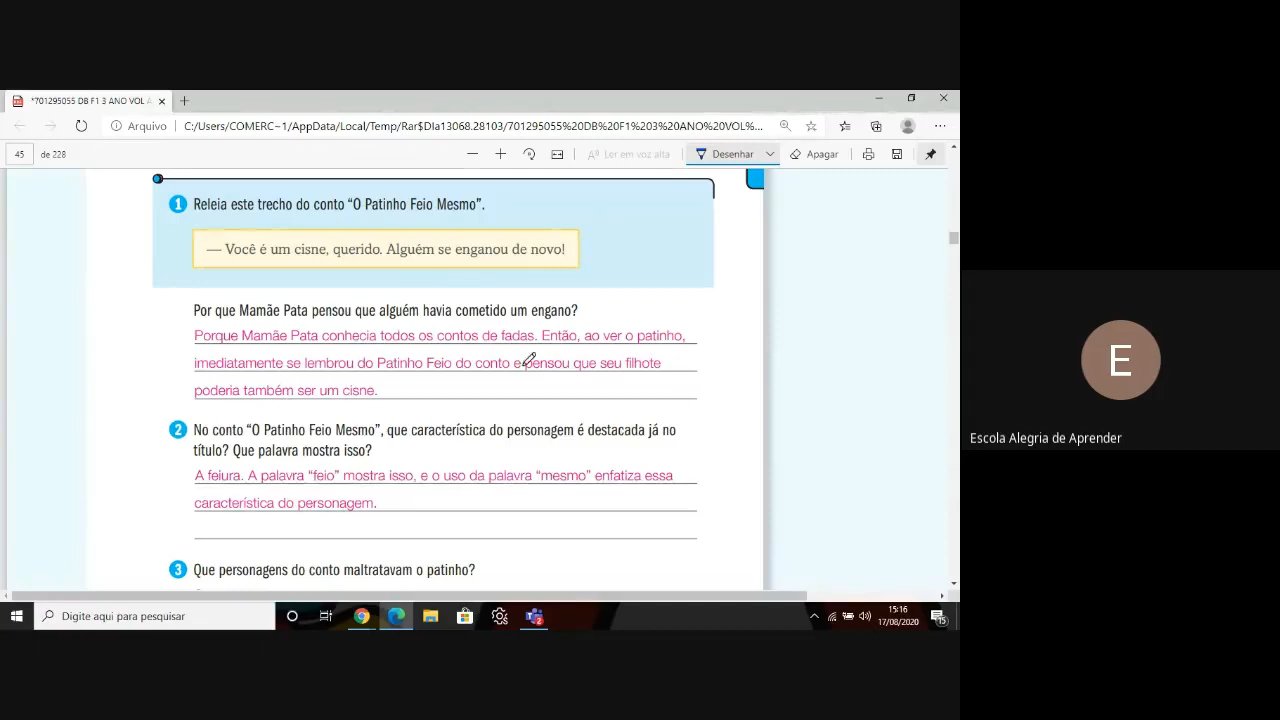 *701295055 DB F1 3 ANO VOL A
Arquivo
C:/Users/COMERC~1/AppData/Local/Temp/Rar$DIa13068.28103/701295055%20DB%20F1%203%20ANO%20VOL%...
45 de 228
Ler em voz alta
Desenhar
Apagar
1 Releia este trecho do conto “O Patinho Feio Mesmo”.
— Você é um cisne, querido. Alguém se enganou de novo!
Por que Mamãe Pata pensou que alguém havia cometido um engano?
Porque Mamãe Pata conhecia todos os contos de fadas. Então, ao ver o patinho,
imediatamente se lembrou do Patinho Feio do conto e pensou que seu filhote
poderia também ser um cisne.
2 No conto “O Patinho Feio Mesmo”, que característica do personagem é destacada já no
título? Que palavra mostra isso?
A feiura. A palavra “feio” mostra isso, e o uso da palavra “mesmo” enfatiza essa
característica do personagem.
3 Que personagens do conto maltratavam o patinho?
E
Escola Alegria de Aprender
Digite aqui para pesquisar
2
15:16
17/08/2020
15